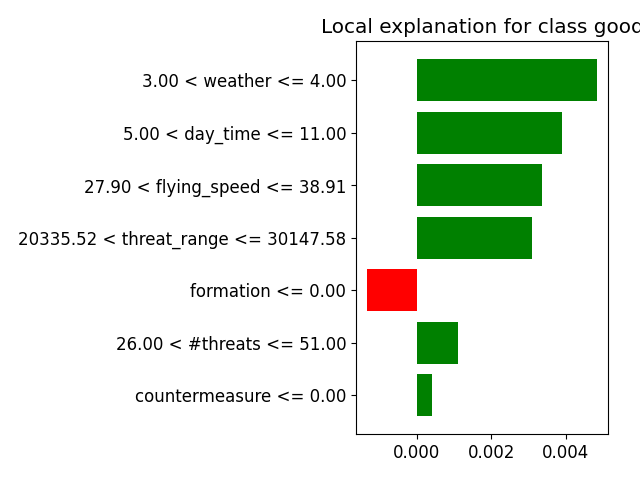 Local explanation for class good
3.00 < weather <= 4.00
5.00 < day_time <= 11.00
27.90 < flying_speed <= 38.91
20335.52 < threat_range <= 30147.58
formation <= 0.00
26.00 < #threats <= 51.00
countermeasure <= 0.00
0.000 0.002 0.004